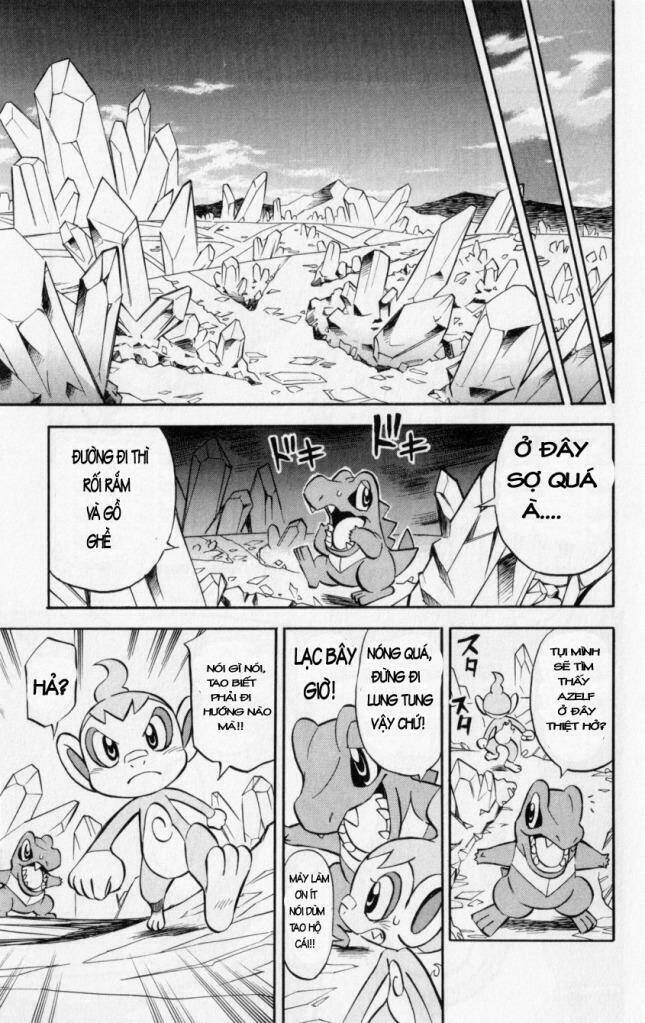 Ở ĐÂY
SỢ QUÁ
À....
ドキ
ドキ
ĐƯỜNG ĐI THÌ
RỐI RẮM
VÀ GỒ
GHỀ
TỤI MÌNH
SẼ TÌM
THẤY
AZELF
Ở ĐÂY
THIỆT HỞ?
スタ
スタ
NÓNG QUÁ,
ĐỪNG ĐI
LUNG TUNG
VẬY CHỨ!
LẠC BÂY
GIỜ!
MÁY LÀM
ƠN ÍT
NÓI DÙM
TAO HỘ
CÁI!!
NÓI GÌ NÓI,
TAO BIẾT
PHẢI ĐI
HƯỚNG NÀO
MÀ!!
HẢ?